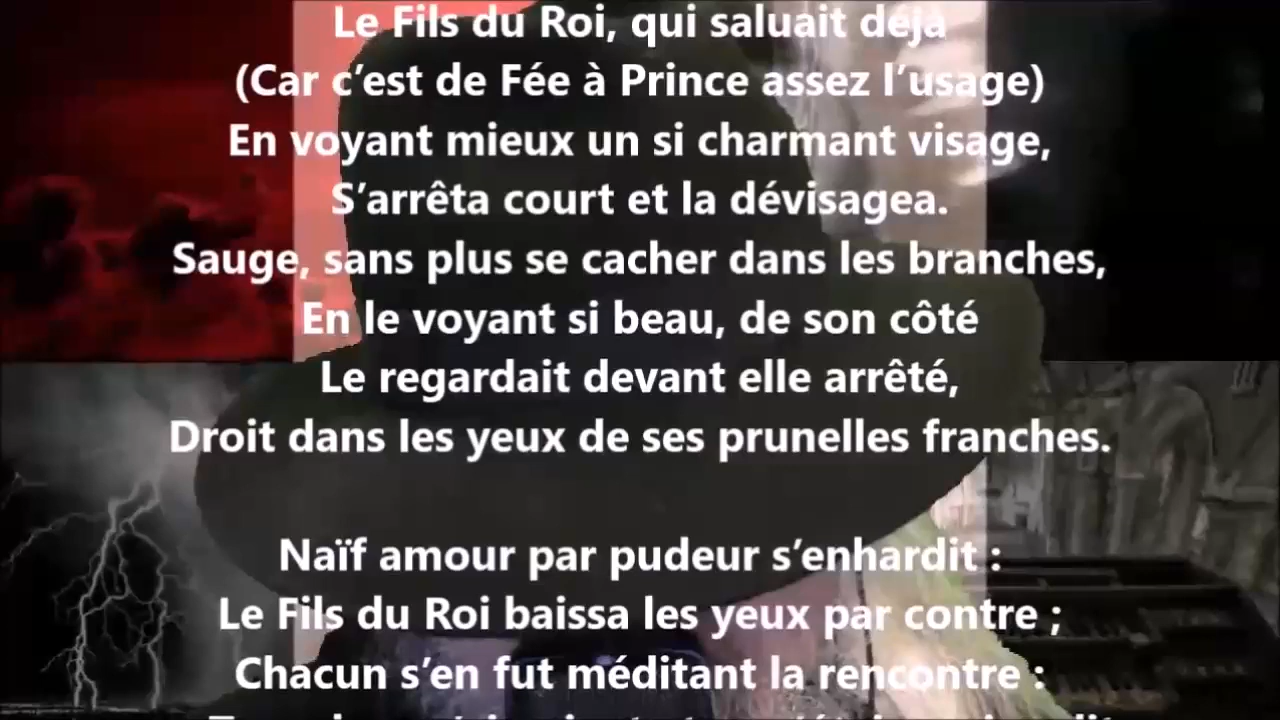 Le Fils du Roi, qui saluait déjà
(Car c’est de Fée à Prince assez l’usage)
En voyant mieux un si charmant visage,
S’arrêta court et la dévisagea.
Sauge, sans plus se cacher dans les branches,
En le voyant si beau, de son côté
Le regardait devant elle arrêté,
Droit dans les yeux de ses prunelles franches.
Naïf amour par pudeur s’enhardit :
Le Fils du Roi baissa les yeux par contre ;
Chacun s’en fut méditant la rencontre :